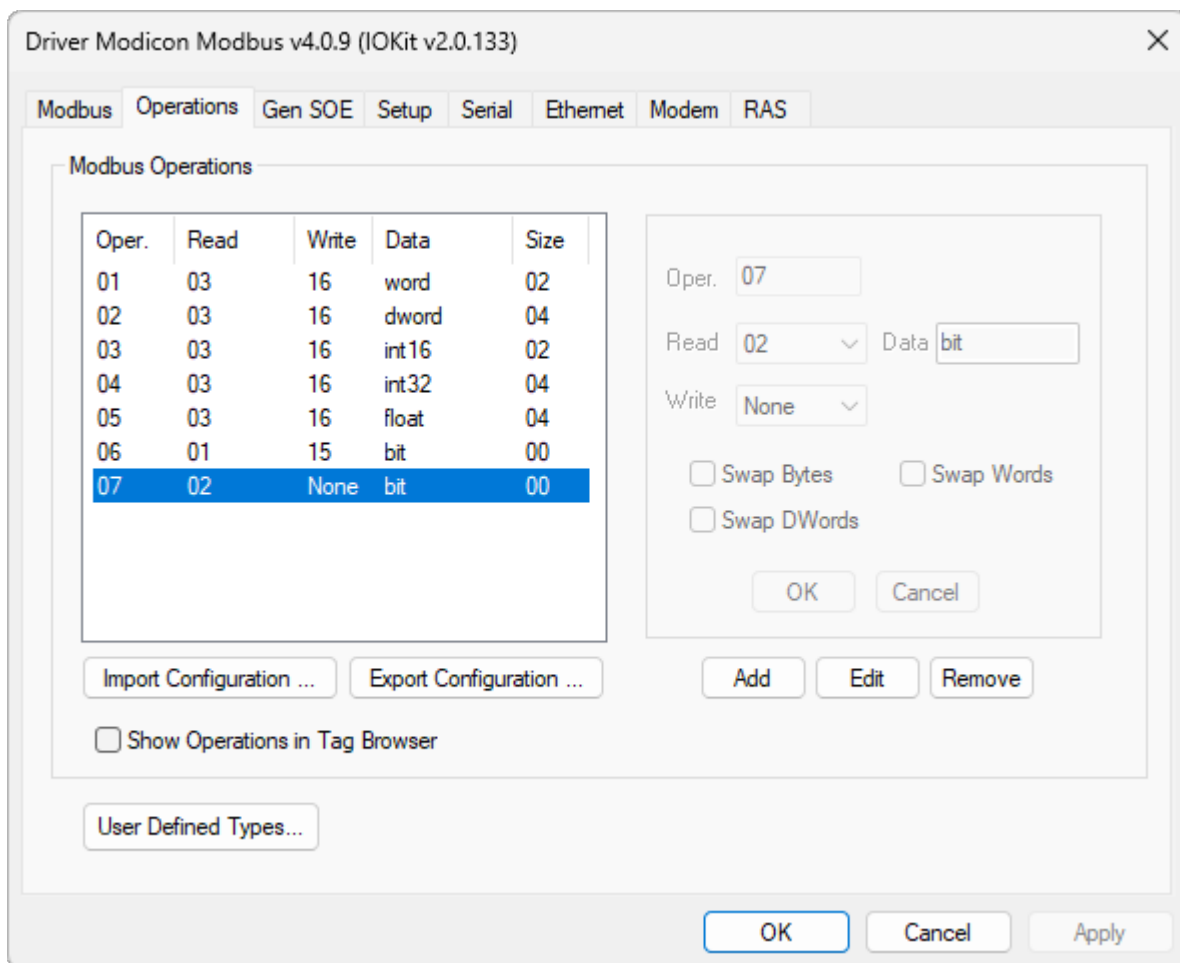 Driver Modicon Modbus v4.0.9 (IOKit v2.0.133)
Modbus Operations Gen SOE Setup Serial Ethernet Modem RAS
Modbus Operations
Oper. Read Write Data Size
01 03 16 word 02
02 03 16 dword 04
03 03 16 int16 02
04 03 16 int32 04
05 03 16 float 04
06 01 15 bit 00
07 02 None bit 00
Oper. 07
Read 02 Data bit
Write None
Swap Bytes Swap Words
Swap DWords
OK Cancel
Import Configuration ... Export Configuration ... Add Edit Remove
Show Operations in Tag Browser
User Defined Types...
OK Cancel Apply